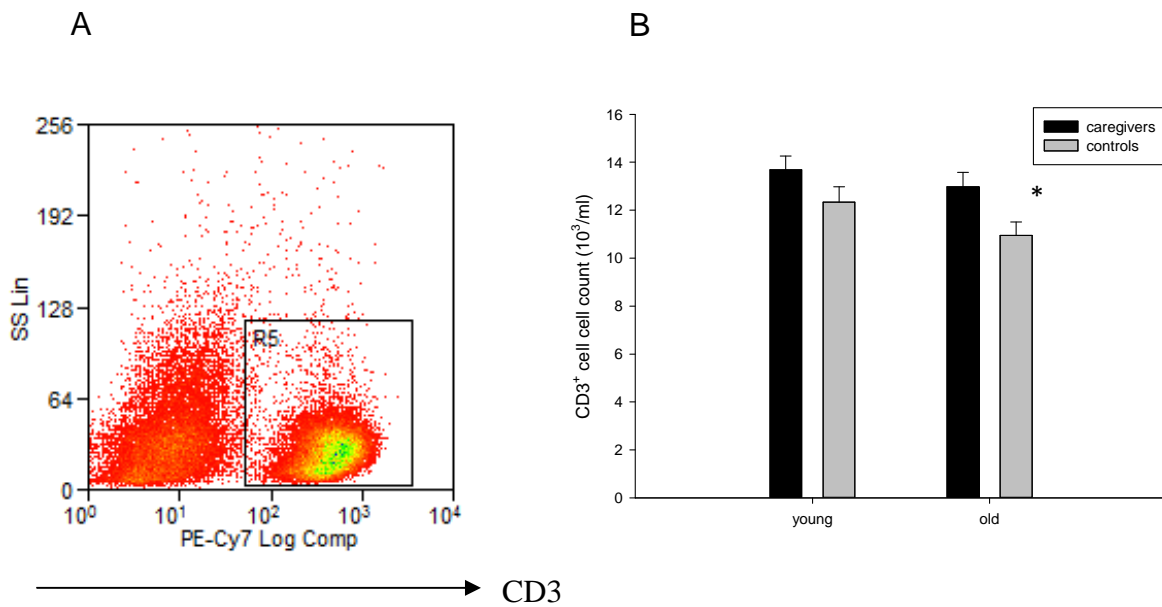 A
256
192
128
64
0
SS Lin
R5
10⁰ 10¹ 10² 10³ 10⁴
PE-Cy7 Log Comp
CD3
B
16
14
12
10
8
6
4
2
0
CD3⁺ cell cell count (10³/ml)
caregivers
controls
*
young old